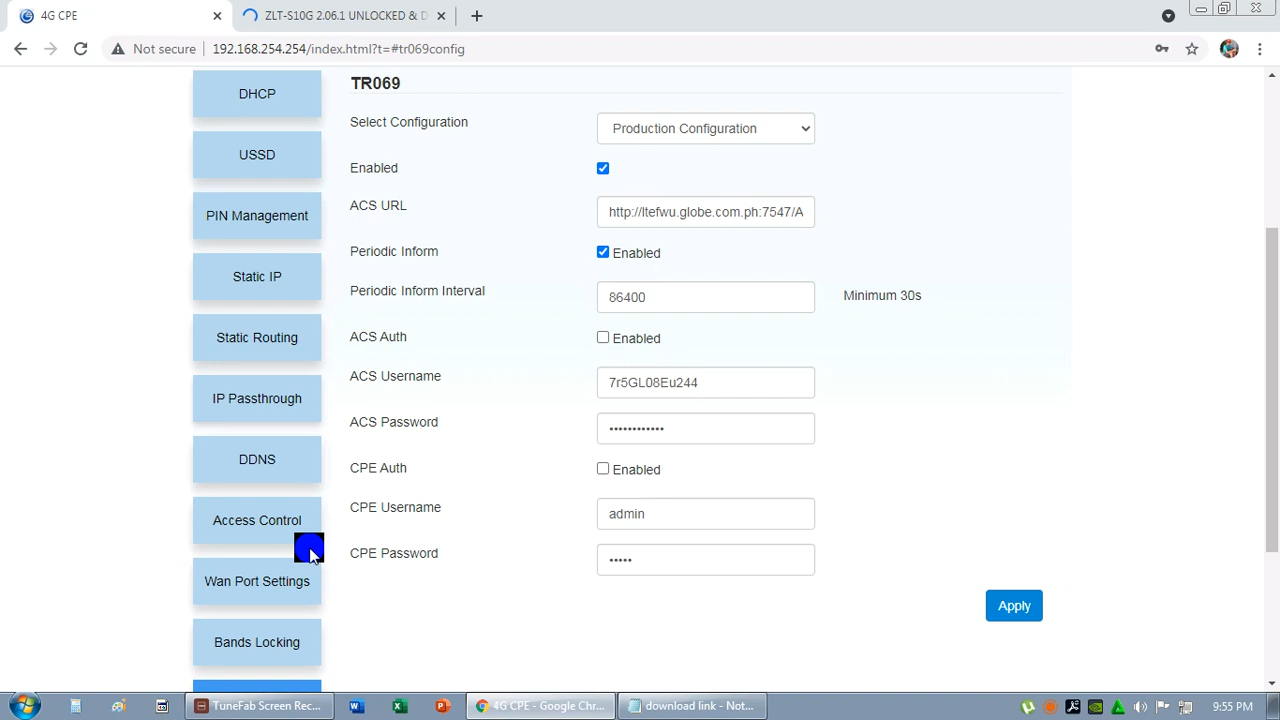 4G CPE
ZLT-S10G 2.06.1 UNLOCKED & D
Not secure
192.168.254.254/index.html?t=#tr069config
DHCP
USSD
PIN Management
Static IP
Static Routing
IP Passthrough
DDNS
Access Control
Wan Port Settings
Bands Locking
TR069
Select Configuration
Production Configuration
Enabled
ACS URL
http://ltefwu.globe.com.ph:7547/A
Periodic Inform
Enabled
Periodic Inform Interval
86400
Minimum 30s
ACS Auth
Enabled
ACS Username
7r5GL08Eu244
ACS Password
••••••••••••
CPE Auth
Enabled
CPE Username
admin
CPE Password
•••••
Apply
TuneFab Screen Rec...
4G CPE - Google Chr...
download link - Not...
9:55 PM